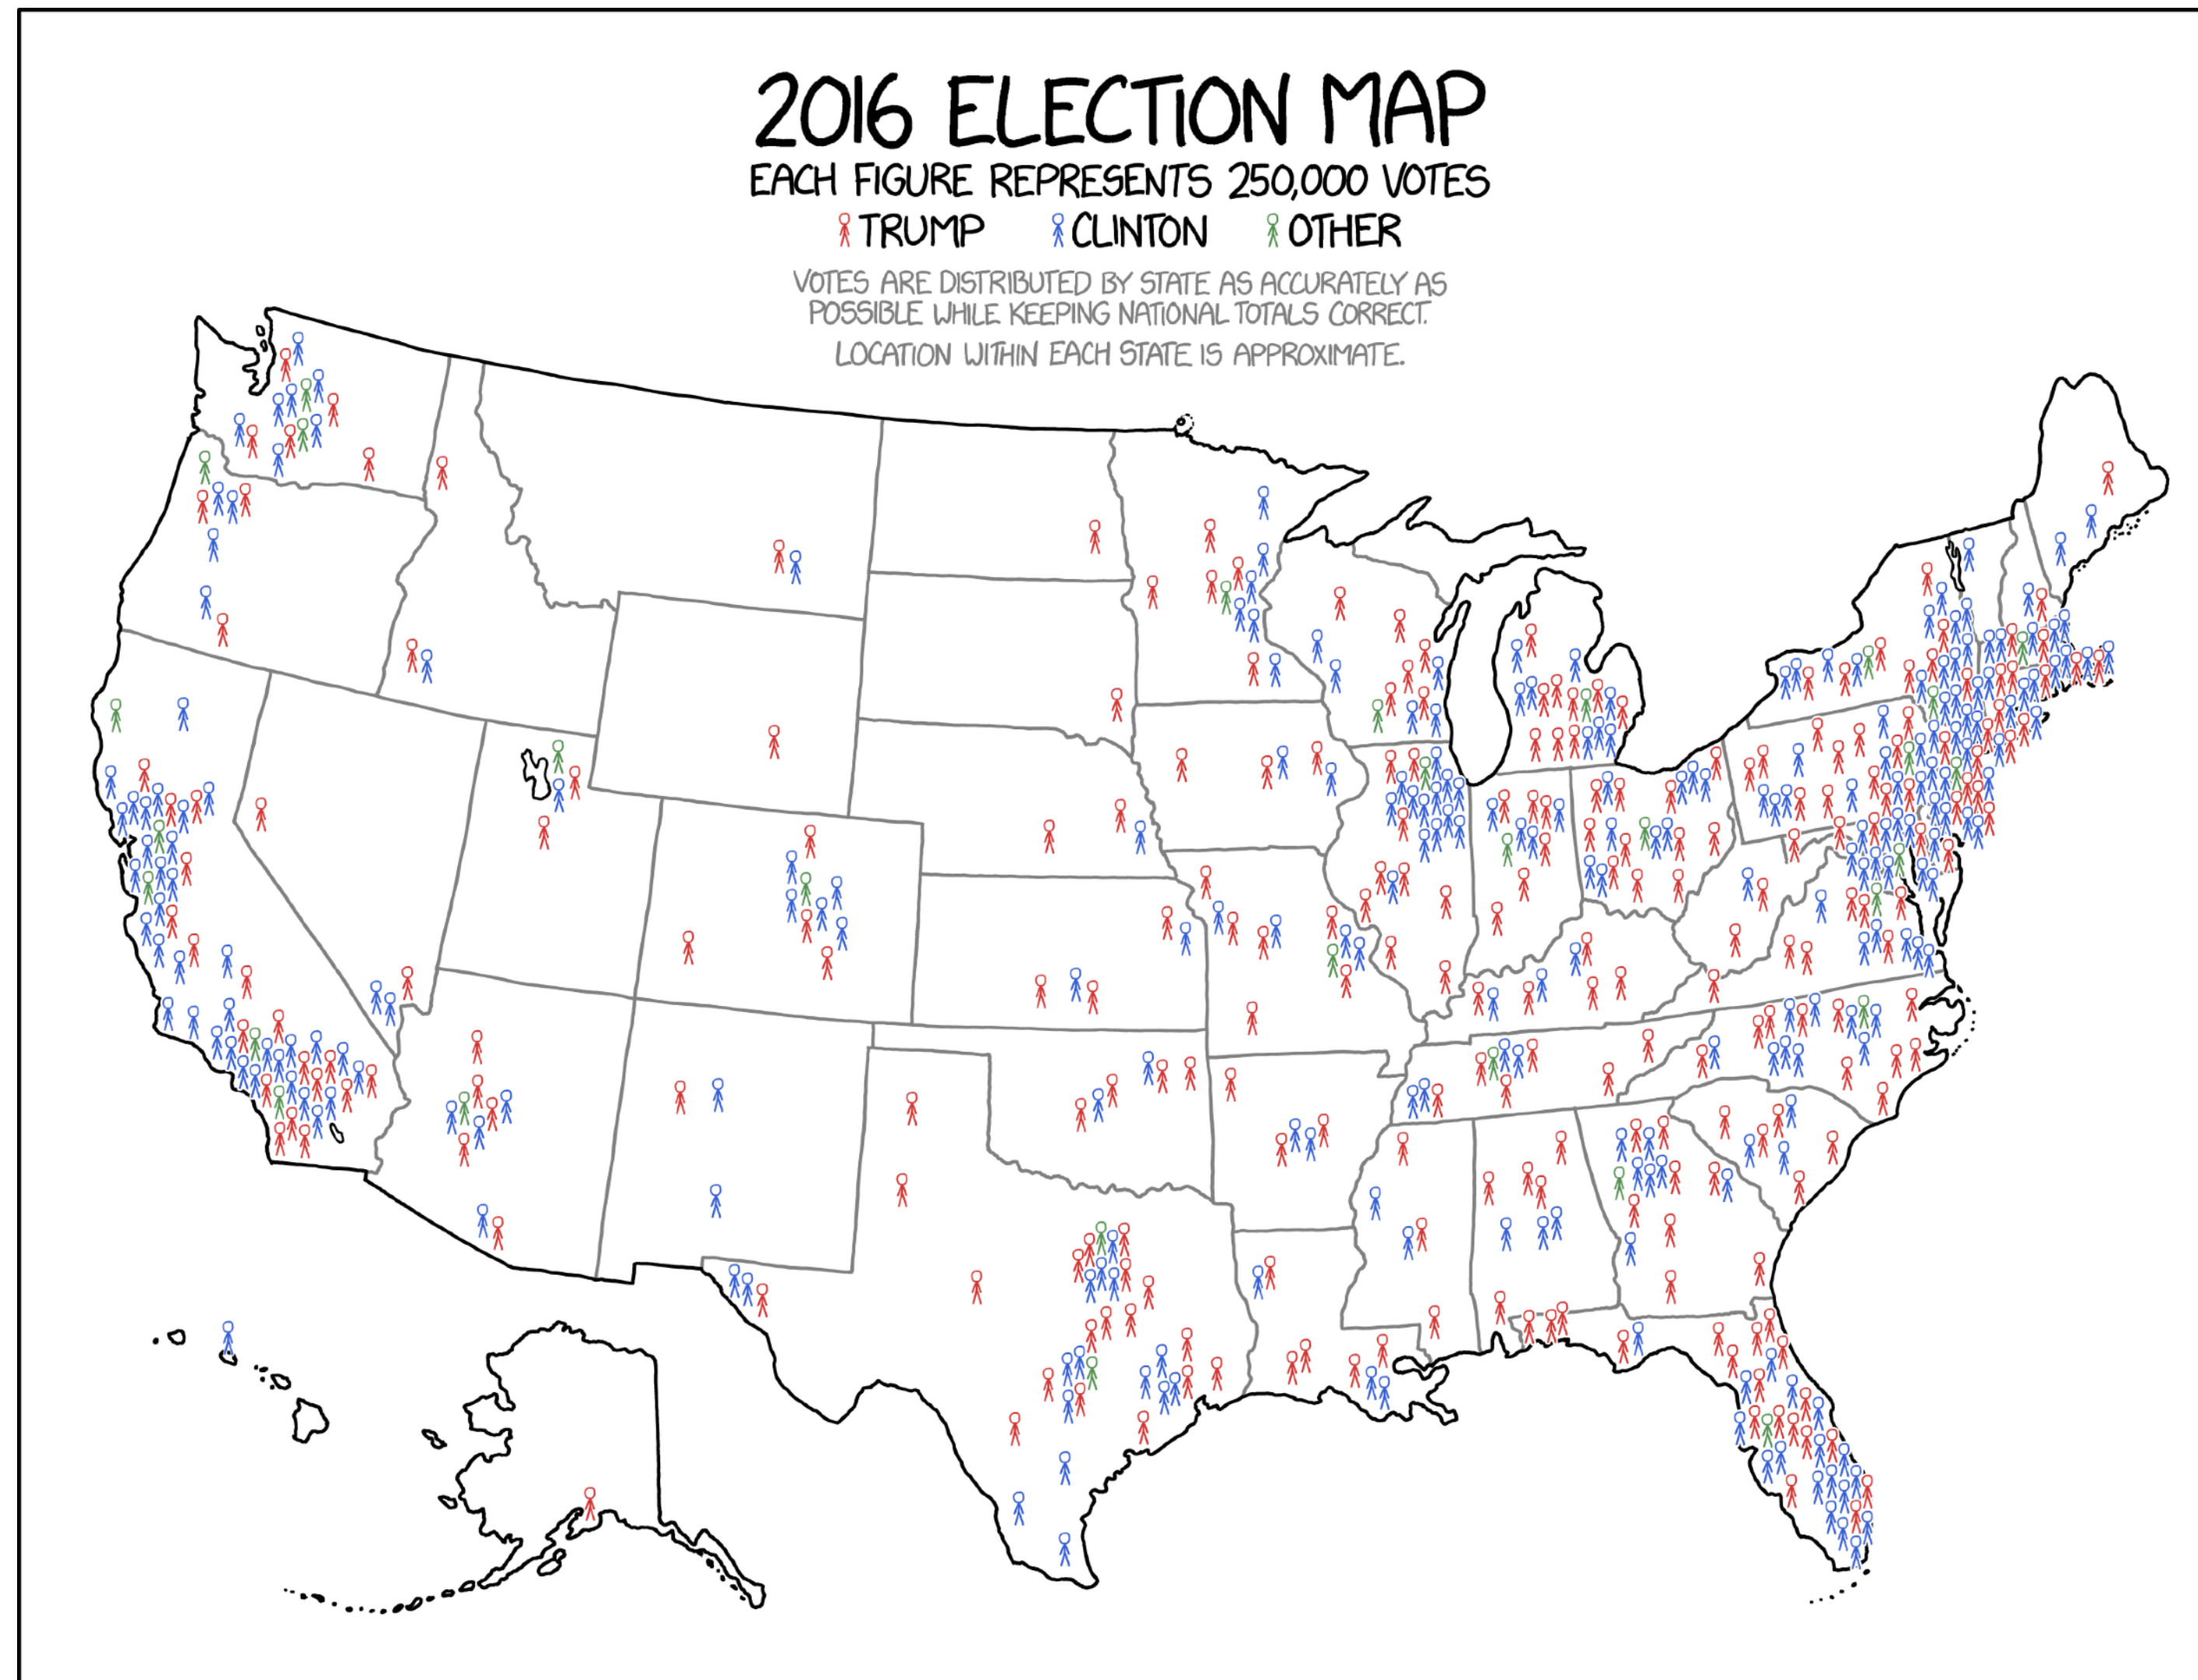 2016 ELECTION MAP
EACH FIGURE REPRESENTS 250,000 VOTES
TRUMP CLINTON OTHER
VOTES ARE DISTRIBUTED BY STATE AS ACCURATELY AS
POSSIBLE WHILE KEEPING NATIONAL TOTALS CORRECT.
LOCATION WITHIN EACH STATE IS APPROXIMATE.